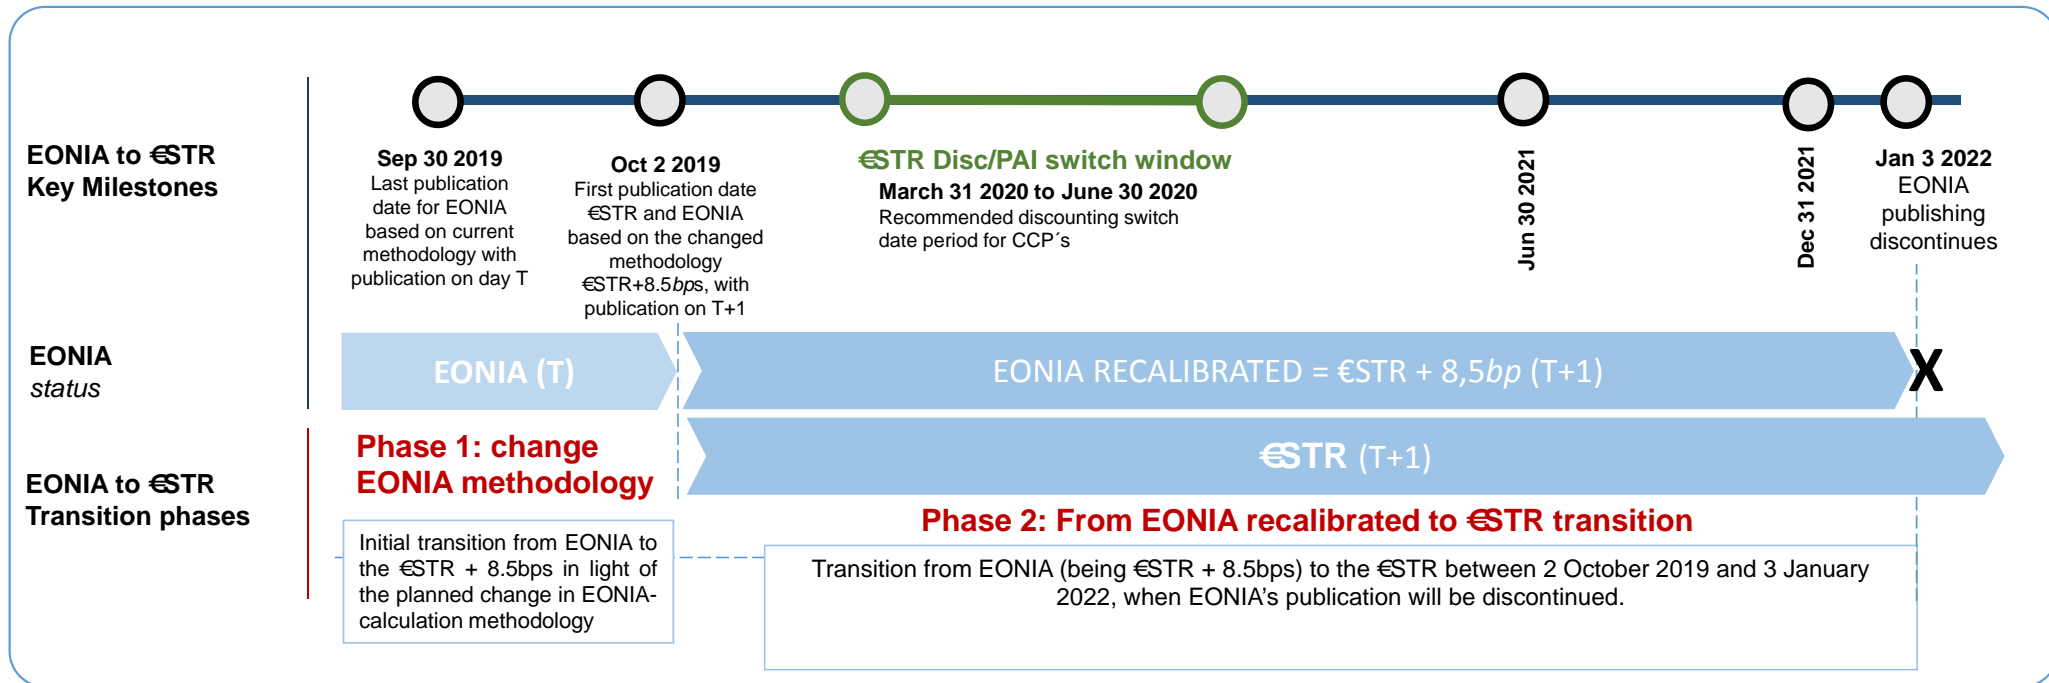 EONIA to €STR
Key Milestones
Sep 30 2019
Last publication
date for EONIA
based on current
methodology with
publication on day T
Oct 2 2019
First publication date
€STR and EONIA
based on the changed
methodology
€STR+8.5bps, with
publication on T+1
€STR Disc/PAI switch window
March 31 2020 to June 30 2020
Recommended discounting switch
date period for CCP´s
Jun 30 2021
Dec 31 2021
Jan 3 2022
EONIA
publishing
discontinues
EONIA
status
EONIA (T)
EONIA RECALIBRATED = €STR + 8,5bp (T+1)
X
EONIA to €STR
Transition phases
Phase 1: change
EONIA methodology
€STR (T+1)
Phase 2: From EONIA recalibrated to €STR transition
Initial transition from EONIA to
the €STR + 8.5bps in light of
the planned change in EONIA-
calculation methodology
Transition from EONIA (being €STR + 8.5bps) to the €STR between 2 October 2019 and 3 January
2022, when EONIA’s publication will be discontinued.